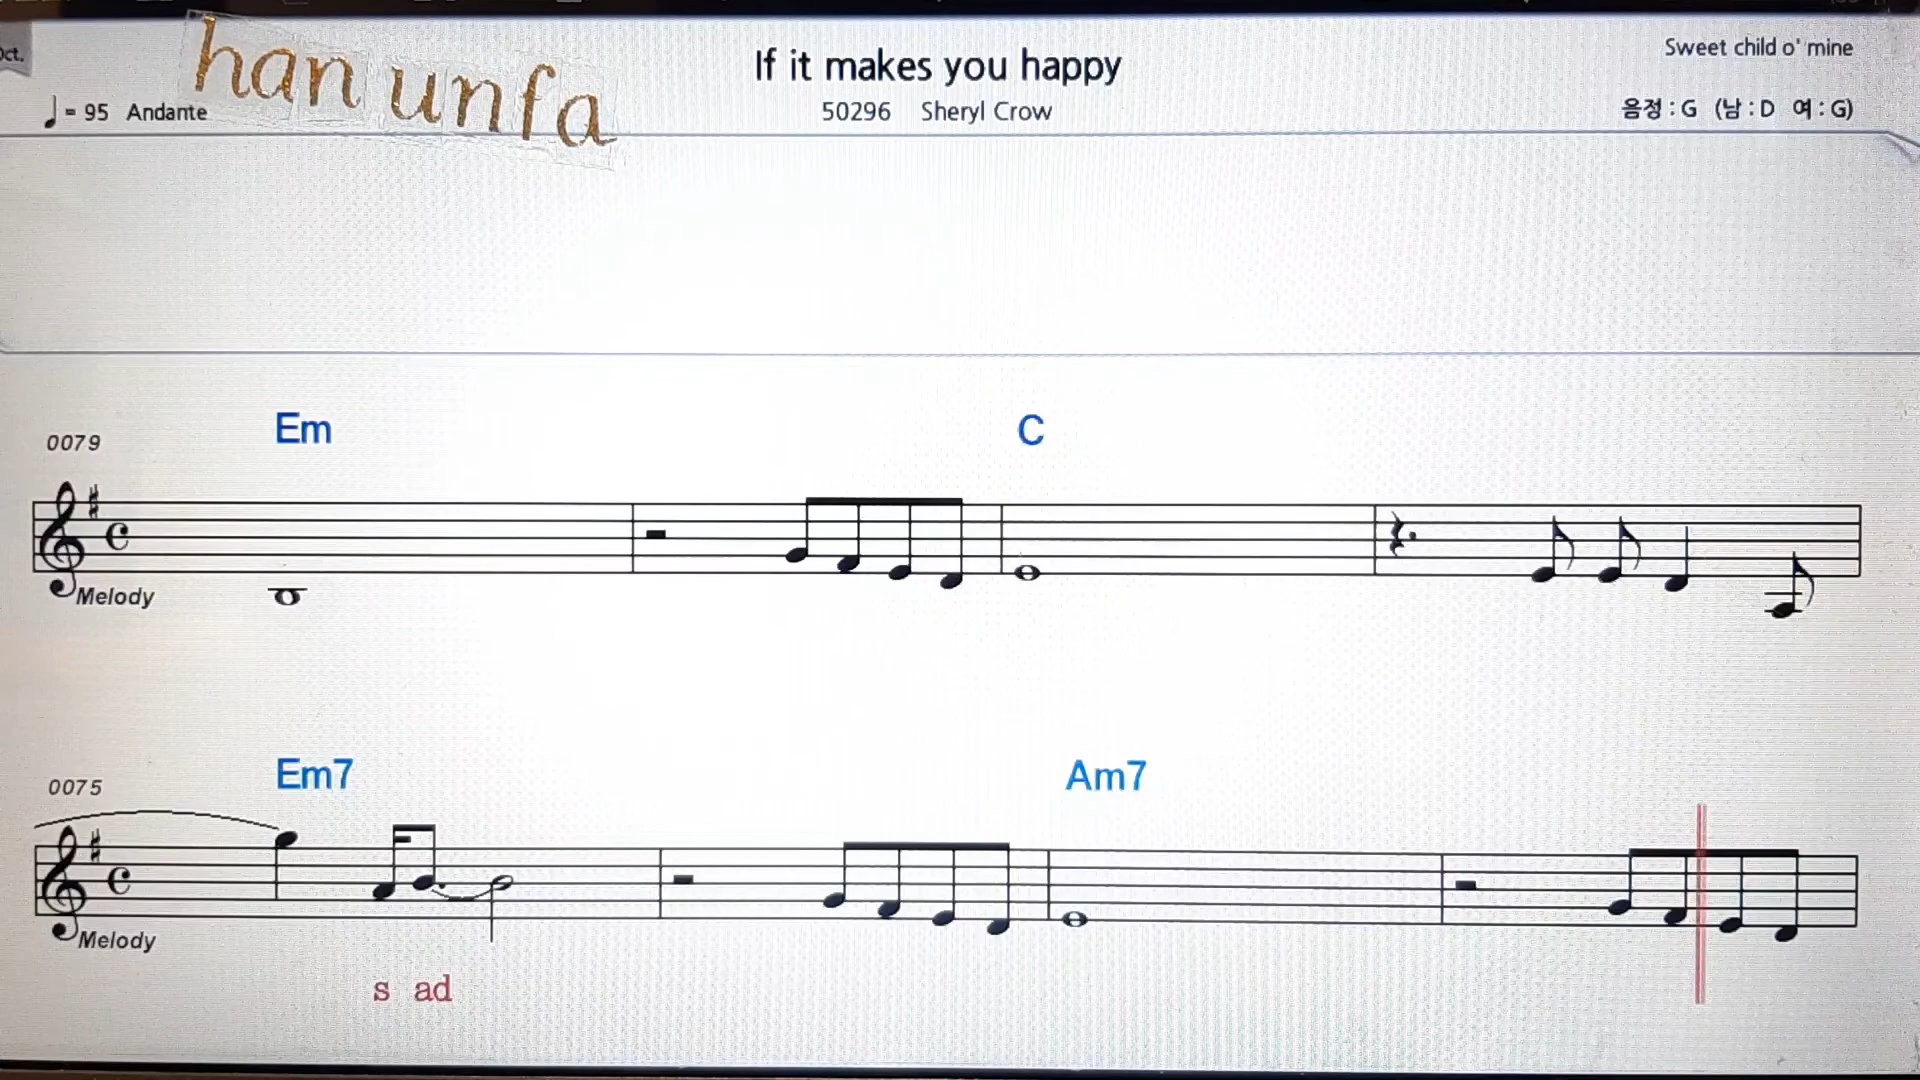 Oct.
han unfa
If it makes you happy
Sweet child o' mine
= 95 Andante
50296 Sheryl Crow
음정 : G (남 : D 여 : G)
Em C
0079
Melody
Em7 Am7
0075
Melody
s ad